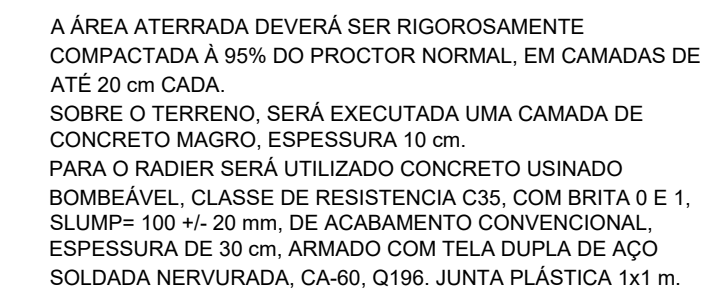 A ÁREA ATERRADA DEVERÁ SER RIGOROSAMENTE
COMPACTADA À 95% DO PROCTOR NORMAL, EM CAMADAS DE
ATÉ 20 cm CADA.
SOBRE O TERRENO, SERÁ EXECUTADA UMA CAMADA DE
CONCRETO MAGRO, ESPESSURA 10 cm.
PARA O RADIER SERÁ UTILIZADO CONCRETO USINADO
BOMBEÁVEL, CLASSE DE RESISTENCIA C35, COM BRITA 0 E 1,
SLUMP= 100 +/- 20 mm, DE ACABAMENTO CONVENCIONAL,
ESPESSURA DE 30 cm, ARMADO COM TELA DUPLA DE AÇO
SOLDADA NERVURADA, CA-60, Q196. JUNTA PLÁSTICA 1x1 m.